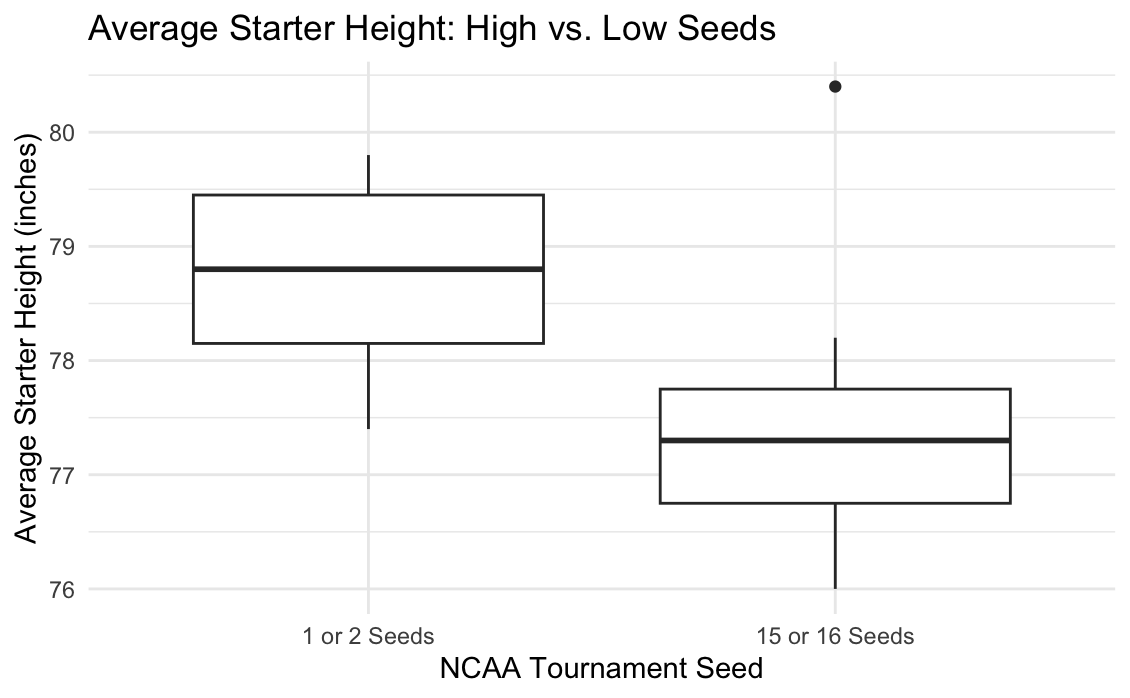 Average Starter Height: High vs. Low Seeds
Average Starter Height (inches)
80
79
78
77
76
1 or 2 Seeds
15 or 16 Seeds
NCAA Tournament Seed